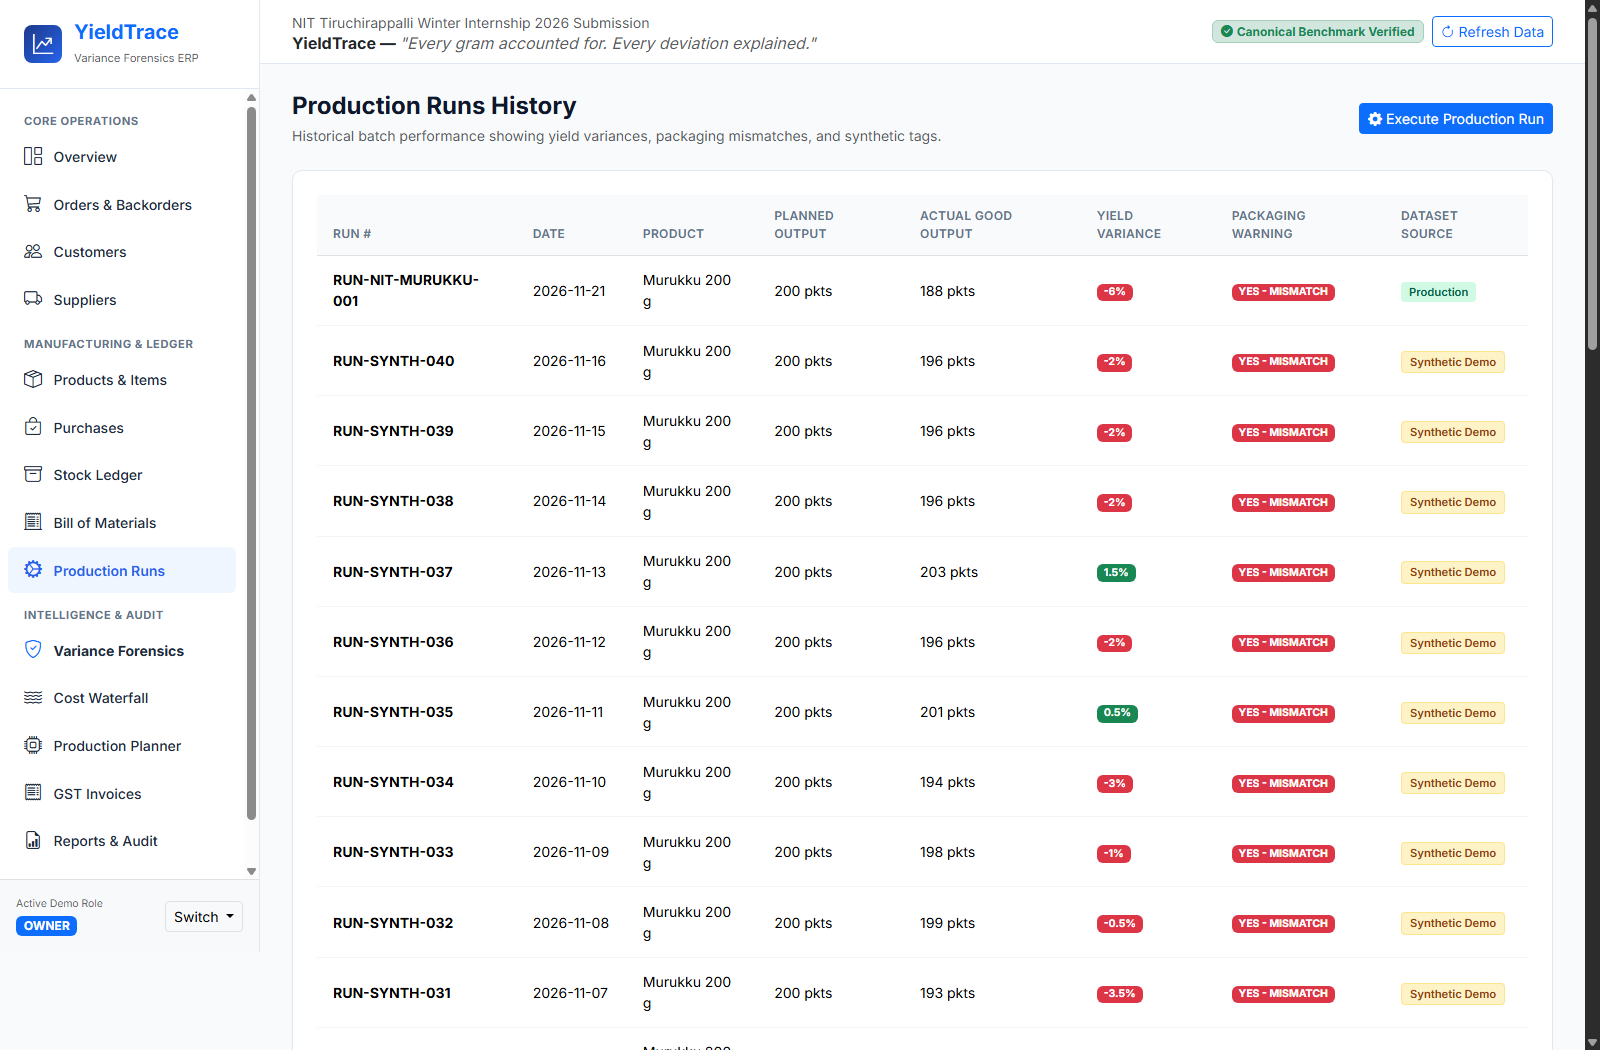 YieldTrace
Variance Forensics ERP
NIT Tiruchirappalli Winter Internship 2026 Submission
YieldTrace — "Every gram accounted for. Every deviation explained."
Canonical Benchmark Verified
Refresh Data
CORE OPERATIONS
Overview
Orders & Backorders
Customers
Suppliers
MANUFACTURING & LEDGER
Products & Items
Purchases
Stock Ledger
Bill of Materials
Production Runs
INTELLIGENCE & AUDIT
Variance Forensics
Cost Waterfall
Production Planner
GST Invoices
Reports & Audit
Active Demo Role
OWNER
Switch
Production Runs History
Historical batch performance showing yield variances, packaging mismatches, and synthetic tags.
Execute Production Run
RUN # DATE PRODUCT PLANNED OUTPUT ACTUAL GOOD OUTPUT YIELD VARIANCE PACKAGING WARNING DATASET SOURCE
RUN-NIT-MURUKKU-001 2026-11-21 Murukku 200 g 200 pkts 188 pkts -6% YES - MISMATCH Production
RUN-SYNTH-040 2026-11-16 Murukku 200 g 200 pkts 196 pkts -2% YES - MISMATCH Synthetic Demo
RUN-SYNTH-039 2026-11-15 Murukku 200 g 200 pkts 196 pkts -2% YES - MISMATCH Synthetic Demo
RUN-SYNTH-038 2026-11-14 Murukku 200 g 200 pkts 196 pkts -2% YES - MISMATCH Synthetic Demo
RUN-SYNTH-037 2026-11-13 Murukku 200 g 200 pkts 203 pkts 1.5% YES - MISMATCH Synthetic Demo
RUN-SYNTH-036 2026-11-12 Murukku 200 g 200 pkts 196 pkts -2% YES - MISMATCH Synthetic Demo
RUN-SYNTH-035 2026-11-11 Murukku 200 g 200 pkts 201 pkts 0.5% YES - MISMATCH Synthetic Demo
RUN-SYNTH-034 2026-11-10 Murukku 200 g 200 pkts 194 pkts -3% YES - MISMATCH Synthetic Demo
RUN-SYNTH-033 2026-11-09 Murukku 200 g 200 pkts 198 pkts -1% YES - MISMATCH Synthetic Demo
RUN-SYNTH-032 2026-11-08 Murukku 200 g 200 pkts 199 pkts -0.5% YES - MISMATCH Synthetic Demo
RUN-SYNTH-031 2026-11-07 Murukku 200 g 200 pkts 193 pkts -3.5% YES - MISMATCH Synthetic Demo